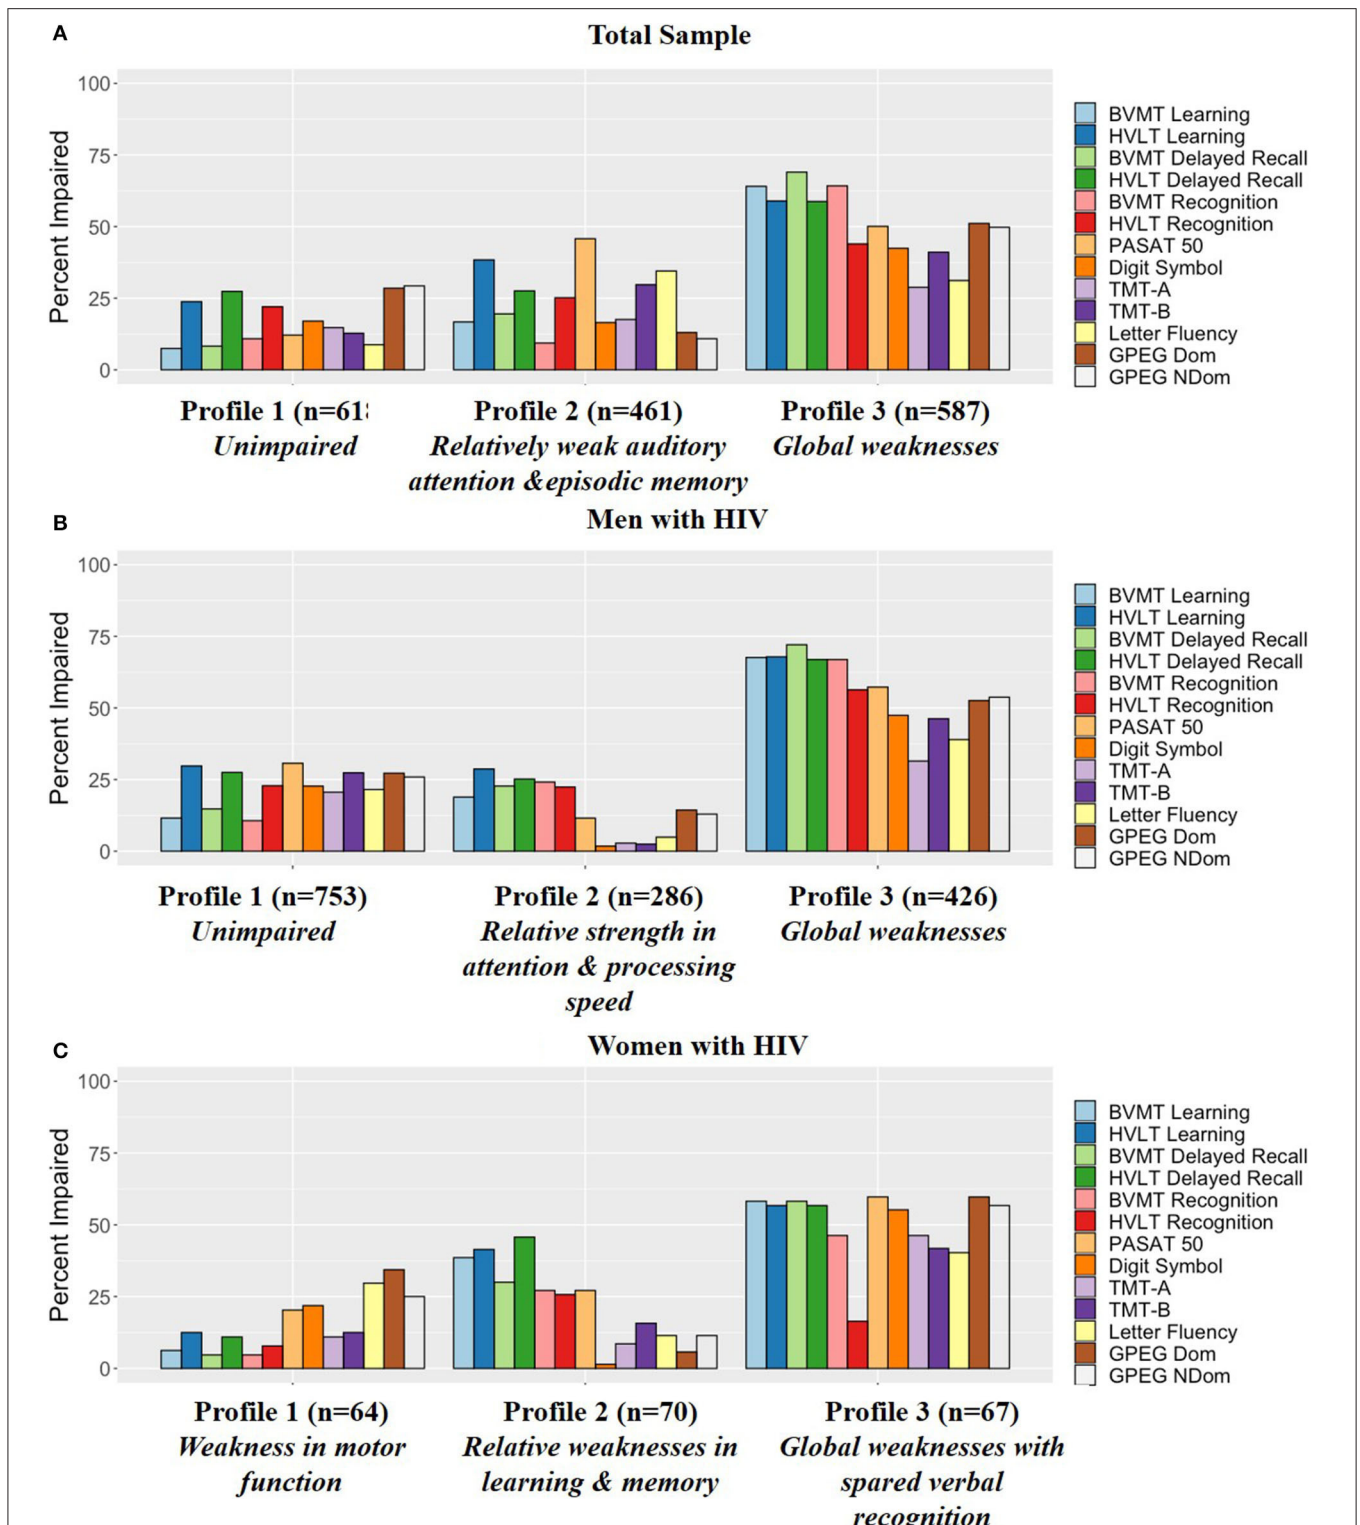 A
Total Sample
Percent Impaired
100
75
50
25
0
BVMT Learning
HVLT Learning
BVMT Delayed Recall
HVLT Delayed Recall
BVMT Recognition
HVLT Recognition
PASAT 50
Digit Symbol
TMT-A
TMT-B
Letter Fluency
GPEG Dom
GPEG NDom
Profile 1 (n=618
Unimpaired
Profile 2 (n=461)
Relatively weak auditory
attention &episodic memory
Profile 3 (n=587)
Global weaknesses
B
Men with HIV
Percent Impaired
100
75
50
25
0
BVMT Learning
HVLT Learning
BVMT Delayed Recall
HVLT Delayed Recall
BVMT Recognition
HVLT Recognition
PASAT 50
Digit Symbol
TMT-A
TMT-B
Letter Fluency
GPEG Dom
GPEG NDom
Profile 1 (n=753)
Unimpaired
Profile 2 (n=286)
Relative strength in
attention & processing
speed
Profile 3 (n=426)
Global weaknesses
C
Women with HIV
Percent Impaired
100
75
50
25
0
BVMT Learning
HVLT Learning
BVMT Delayed Recall
HVLT Delayed Recall
BVMT Recognition
HVLT Recognition
PASAT 50
Digit Symbol
TMT-A
TMT-B
Letter Fluency
GPEG Dom
GPEG NDom
Profile 1 (n=64)
Weakness in motor
function
Profile 2 (n=70)
Relative weaknesses in
learning & memory
Profile 3 (n=67)
Global weaknesses with
spared verbal
recognition